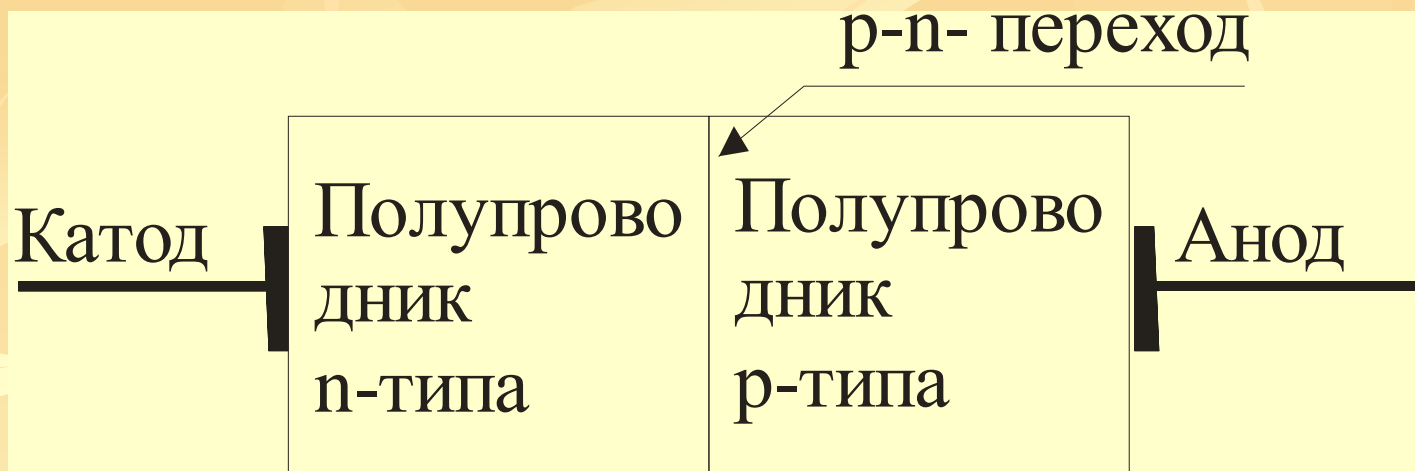 p-n- переход
Катод
Полупрово
дник
n-типа
Полупрово
дник
p-типа
Анод